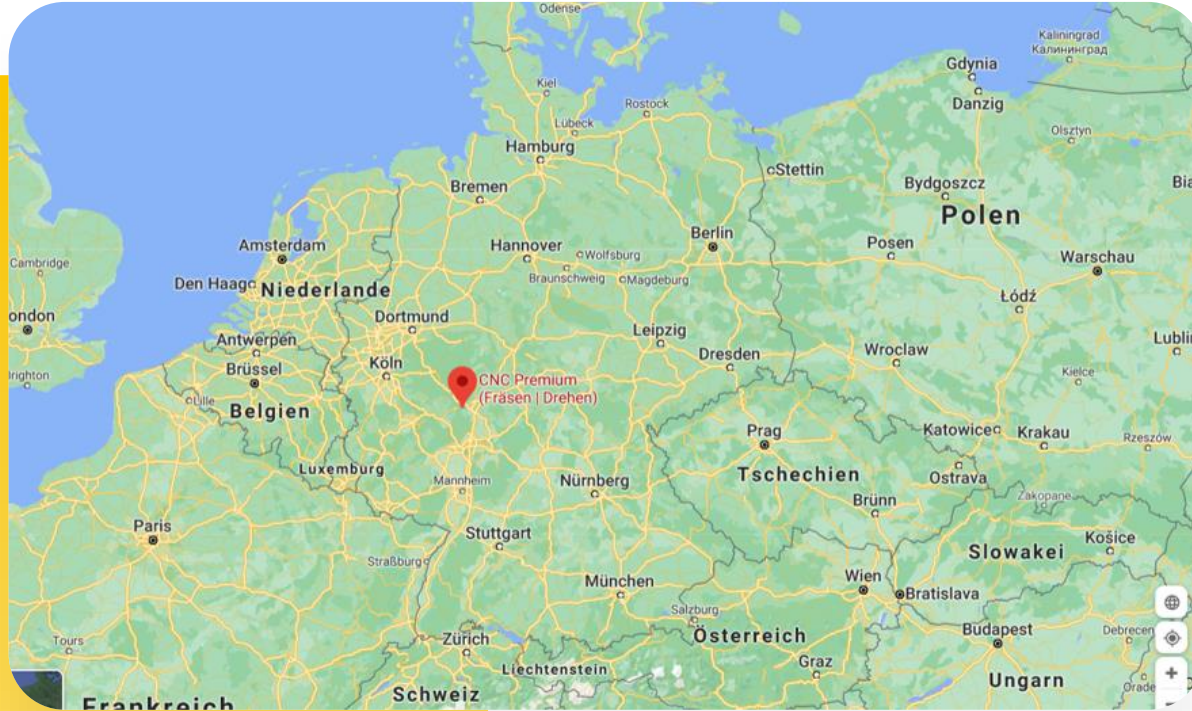 Odense
Kaliningrad
Калининград
Gdynia
Kiel
Danzig
Rostock
Lübeck
Olsztyn
Hamburg
Stettin
Bremen
Bydgoszcz
Bia
Polen
Berlin
Amsterdam
Hannover
Wolfsburg
Posen
Cambridge
Warschau
Braunschweig
Magdeburg
Den Haag
Niederlande
Łódź
ondon
Dortmund
Leipzig
Antwerpen
Lublin
Dresden
Wroclaw
Köln
Brüssel
righton
Kielce
CNC Premium
(Fräsen | Drehen)
Lille
Belgien
Prag
Katowice
Krakau
Rzeszów
Luxemburg
Tschechien
Mannheim
Nürnberg
Ostrava
Zakopane
Brünn
Paris
Stuttgart
Košice
Slowakei
Straßburg
Wien
München
Bratislava
Salzburg
Budapest
Debrecen
Österreich
Tours
Zürich
Liechtenstein
Graz
Ungarn
Orade
Schweiz
Frankreich